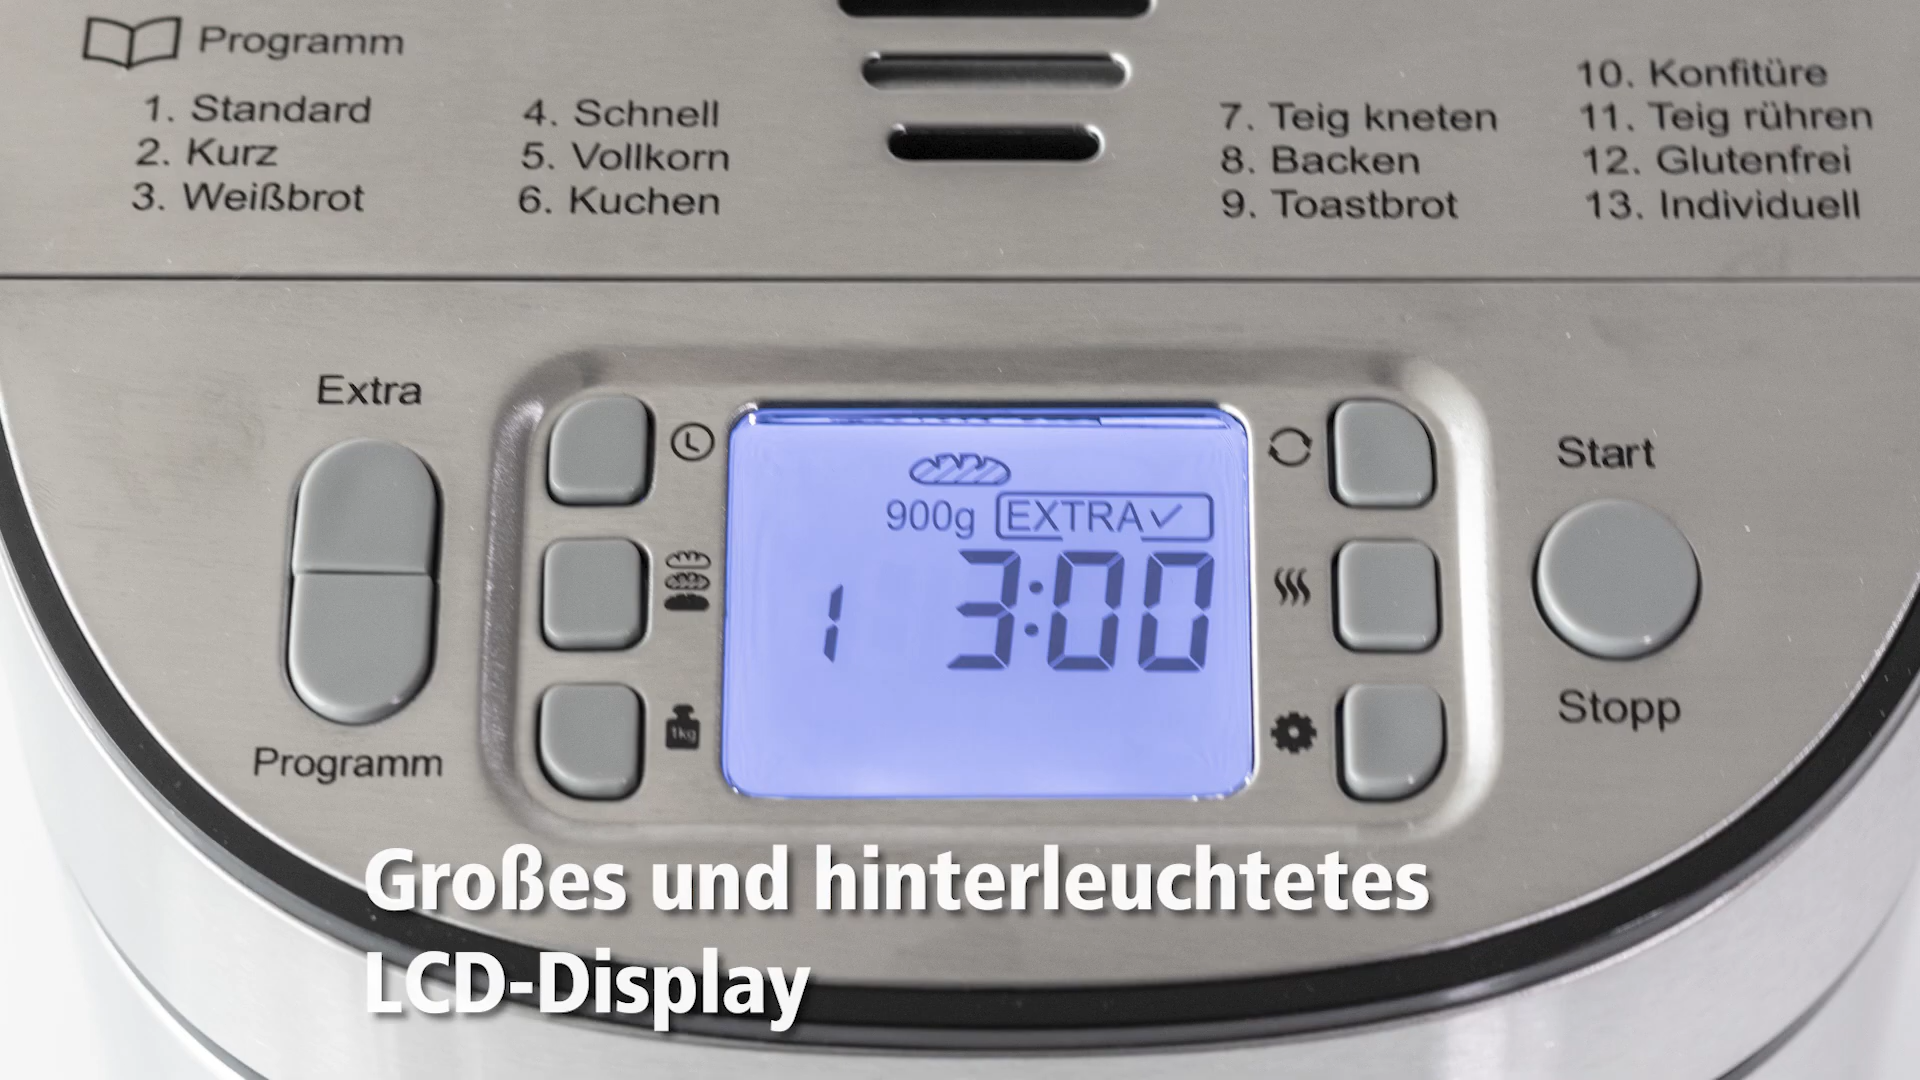 Programm
1. Standard
2. Kurz
3. Weißbrot
4. Schnell
5. Vollkorn
6. Kuchen
7. Teig kneten
8. Backen
9. Toastbrot
10. Konfitüre
11. Teig rühren
12. Glutenfrei
13. Individuell
Extra
Programm
1kg
900g EXTRA✓
1 3:00
Start
Stopp
Großes und hinterleuchtetes
LCD-Display